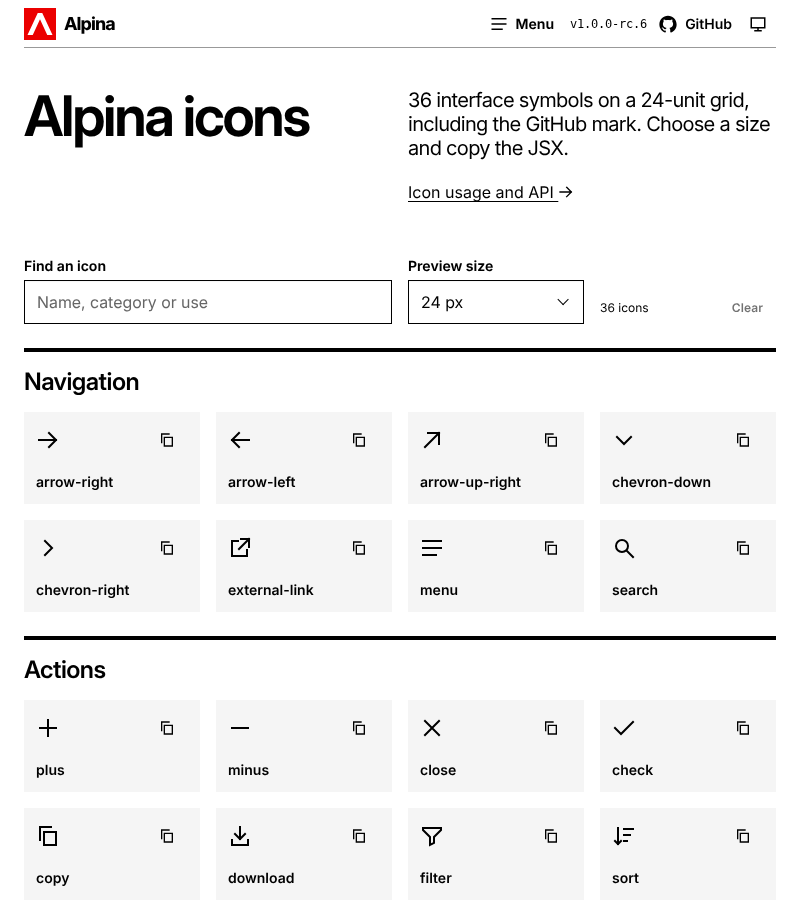 Alpina
Menu
v1.0.0-rc.6
GitHub
Alpina icons
36 interface symbols on a 24-unit grid,
including the GitHub mark. Choose a size
and copy the JSX.
Icon usage and API
Find an icon
Preview size
Name, category or use
24 px
36 icons
Clear
Navigation
arrow-right
arrow-left
arrow-up-right
chevron-down
chevron-right
external-link
menu
search
Actions
plus
minus
close
check
copy
download
filter
sort